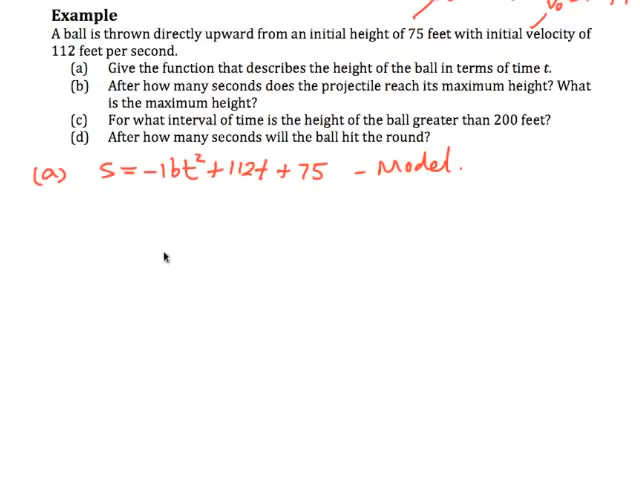 Example
A ball is thrown directly upward from an initial height of 75 feet with initial velocity of
112 feet per second.
(a) Give the function that describes the height of the ball in terms of time t.
(b) After how many seconds does the projectile reach its maximum height? What
is the maximum height?
(c) For what interval of time is the height of the ball greater than 200 feet?
(d) After how many seconds will the ball hit the round?
(a) s = -16t² + 112t + 75 - Model.